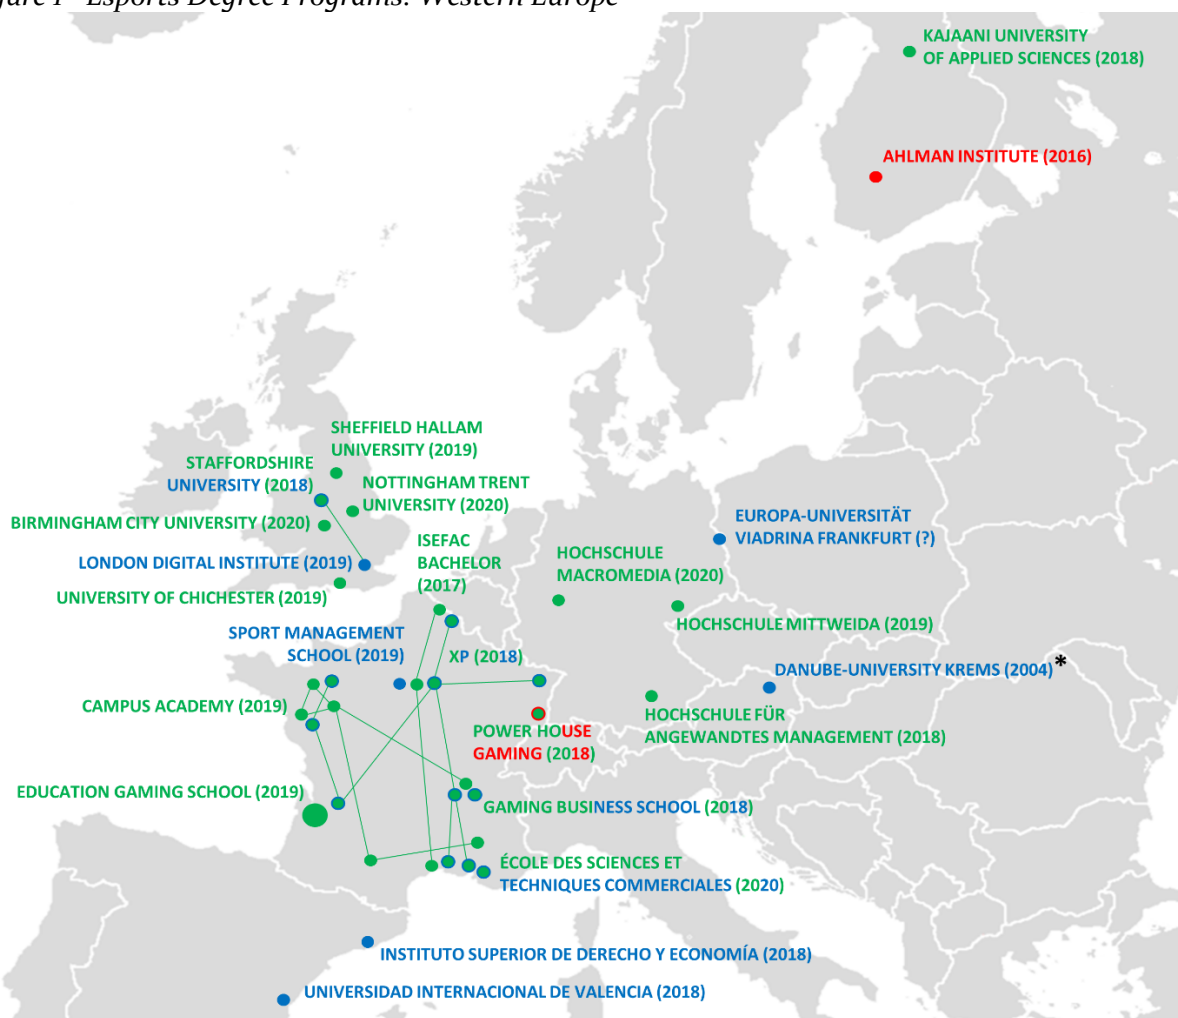 Esports Degree Programs: Western Europe
KAJAANI UNIVERSITY
OF APPLIED SCIENCES (2018)
AHLMAN INSTITUTE (2016)
SHEFFIELD HALLAM
UNIVERSITY (2019)
STAFFORDSHIRE
UNIVERSITY (2018)
NOTTINGHAM TRENT
UNIVERSITY (2020)
BIRMINGHAM CITY UNIVERSITY (2020)
EUROPA-UNIVERSITÄT
VIADRINA FRANKFURT (?)
ISEFAC
BACHELOR
(2017)
HOCHSCHULE
MACROMEDIA (2020)
LONDON DIGITAL INSTITUTE (2019)
UNIVERSITY OF CHICHESTER (2019)
HOCHSCHULE MITTWEIDA (2019)
SPORT MANAGEMENT
SCHOOL (2019)
XP (2018)
DANUBE-UNIVERSITY KREMS (2004)*
CAMPUS ACADEMY (2019)
HOCHSCHULE FÜR
ANGEWANDTES MANAGEMENT (2018)
POWER HOUSE
GAMING (2018)
EDUCATION GAMING SCHOOL (2019)
GAMING BUSINESS SCHOOL (2018)
ÉCOLE DES SCIENCES ET
TECHNIQUES COMMERCIALES (2020)
INSTITUTO SUPERIOR DE DERECHO Y ECONOMÍA (2018)
UNIVERSIDAD INTERNACIONAL DE VALENCIA (2018)